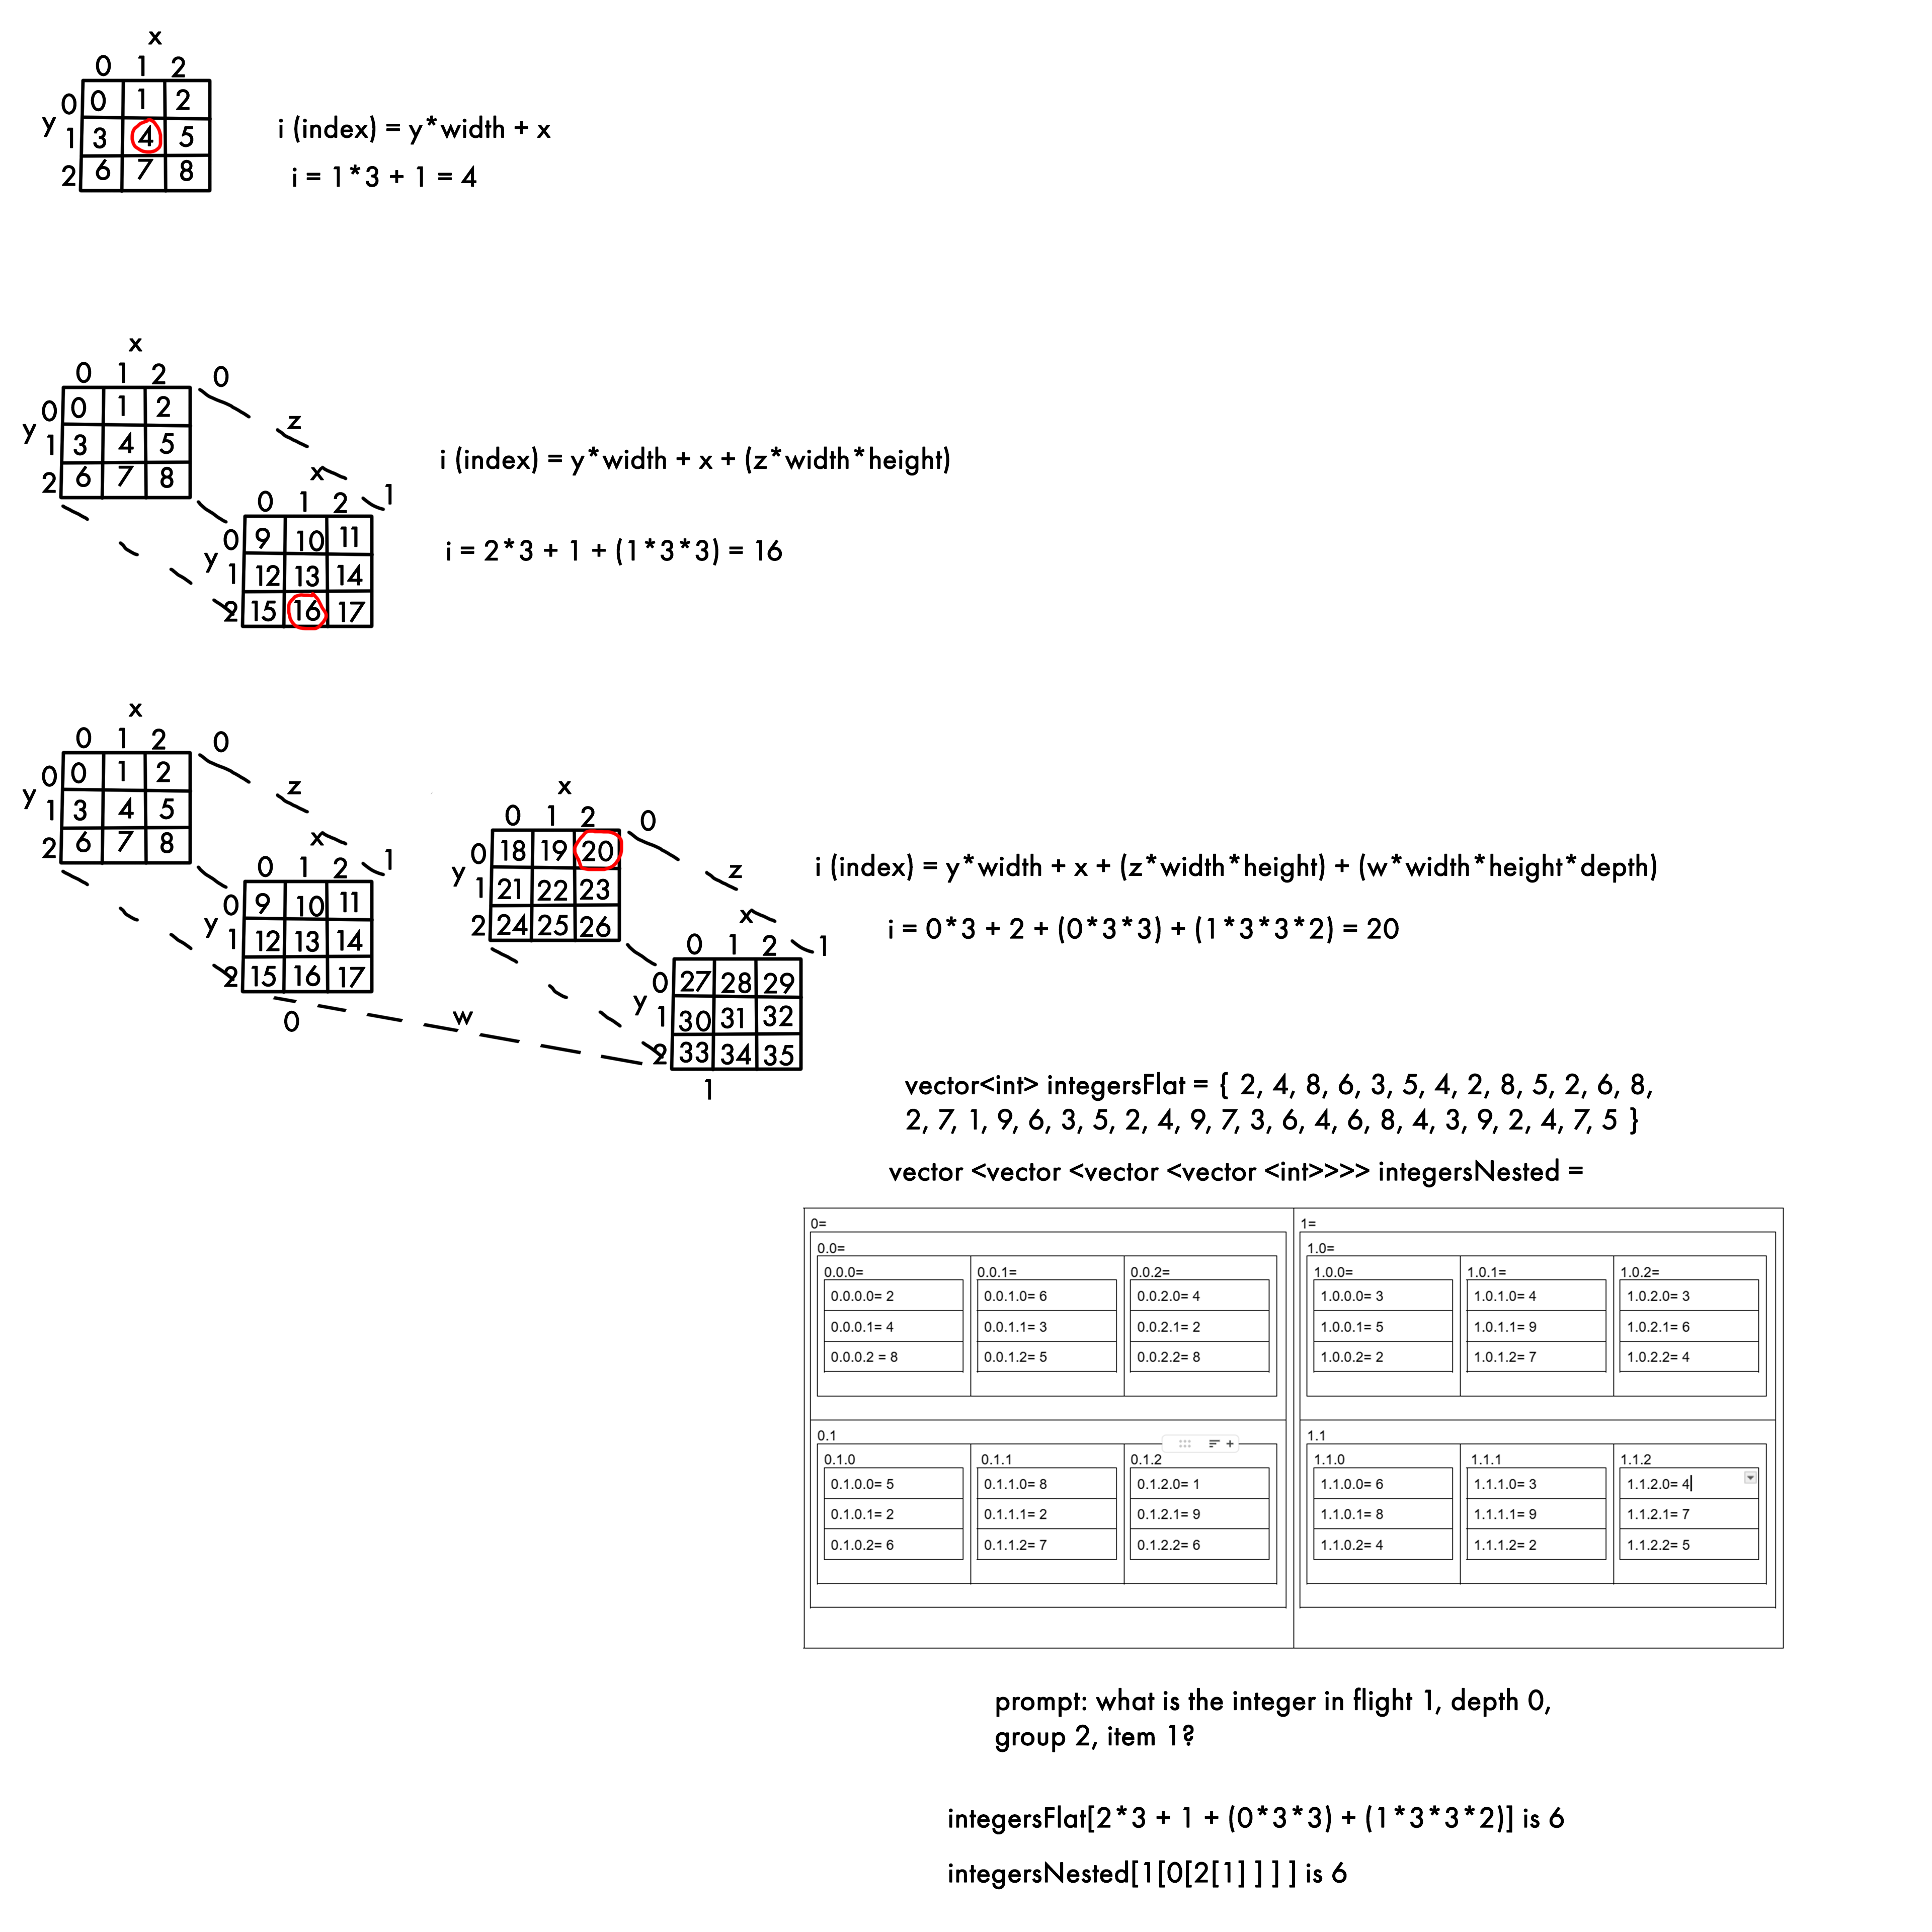 x
0 1 2
0 0 1 2
y
1 3 4 5
2 6 7 8
i (index) = y*width + x
i = 1*3 + 1 = 4
x
0 1 2 0
0 0 1 2
y
1 3 4 5
2 6 7 8
z
x
0 1 2 1
0 9 10 11
y
1 12 13 14
2 15 16 17
i (index) = y*width + x + (z*width*height)
i = 2*3 + 1 + (1*3*3) = 16
x
0 1 2 0
0 0 1 2
y
1 3 4 5
2 6 7 8
z
x
0 1 2 1
0 9 10 11
y
1 12 13 14
2 15 16 17
0
w
x
0 1 2 0
0 18 19 20
y
1 21 22 23
2 24 25 26
z
x
0 1 2 1
0 27 28 29
y
1 30 31 32
2 33 34 35
1
i (index) = y*width + x + (z*width*height) + (w*width*height*depth)
i = 0*3 + 2 + (0*3*3) + (1*3*3*2) = 20
vector<int> integersFlat = { 2, 4, 8, 6, 3, 5, 4, 2, 8, 5, 2, 6, 8,
2, 7, 1, 9, 6, 3, 5, 2, 4, 9, 7, 3, 6, 4, 6, 8, 4, 3, 9, 2, 4, 7, 5 }
vector <vector <vector <vector <int>>>> integersNested =
0= 1=
0.0= 1.0=
0.0.0= 0.0.1= 0.0.2= 1.0.0= 1.0.1= 1.0.2=
0.0.0.0= 2 0.0.1.0= 6 0.0.2.0= 4 1.0.0.0= 3 1.0.1.0= 4 1.0.2.0= 3
0.0.0.1= 4 0.0.1.1= 3 0.0.2.1= 2 1.0.0.1= 5 1.0.1.1= 9 1.0.2.1= 6
0.0.0.2 = 8 0.0.1.2= 5 0.0.2.2= 8 1.0.0.2= 2 1.0.1.2= 7 1.0.2.2= 4
0.1 1.1
0.1.0 0.1.1 0.1.2 1.1.0 1.1.1 1.1.2
0.1.0.0= 5 0.1.1.0= 8 0.1.2.0= 1 1.1.0.0= 6 1.1.1.0= 3 1.1.2.0= 4
0.1.0.1= 2 0.1.1.1= 2 0.1.2.1= 9 1.1.0.1= 8 1.1.1.1= 9 1.1.2.1= 7
0.1.0.2= 6 0.1.1.2= 7 0.1.2.2= 6 1.1.0.2= 4 1.1.1.2= 2 1.1.2.2= 5
prompt: what is the integer in flight 1, depth 0,
group 2, item 1?
integersFlat[2*3 + 1 + (0*3*3) + (1*3*3*2)] is 6
integersNested[1[0[2[1] ] ] ] is 6